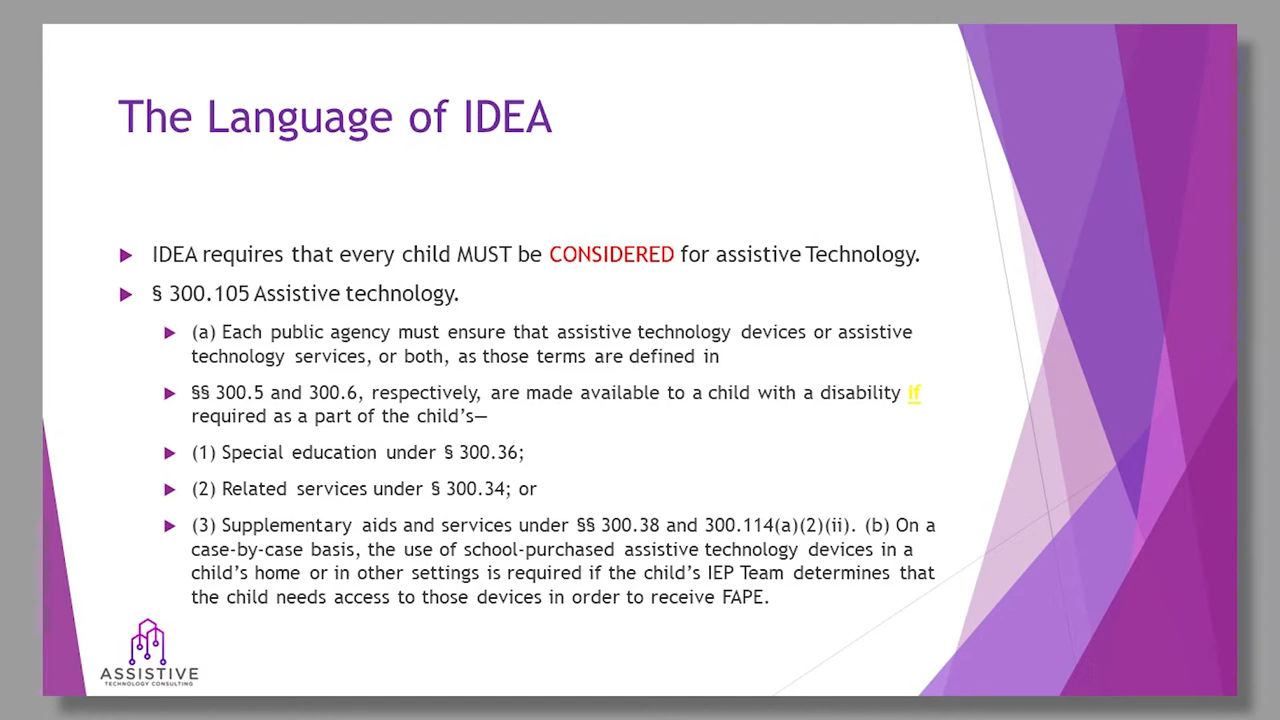 The Language of IDEA
IDEA requires that every child MUST be CONSIDERED for assistive Technology.
§ 300.105 Assistive technology.
(a) Each public agency must ensure that assistive technology devices or assistive
technology services, or both, as those terms are defined in
§§ 300.5 and 300.6, respectively, are made available to a child with a disability if
required as a part of the child’s—
(1) Special education under § 300.36;
(2) Related services under § 300.34; or
(3) Supplementary aids and services under §§ 300.38 and 300.114(a)(2)(ii). (b) On a
case-by-case basis, the use of school-purchased assistive technology devices in a
child’s home or in other settings is required if the child’s IEP Team determines that
the child needs access to those devices in order to receive FAPE.
ASSISTIVE
TECHNOLOGY CONSULTING